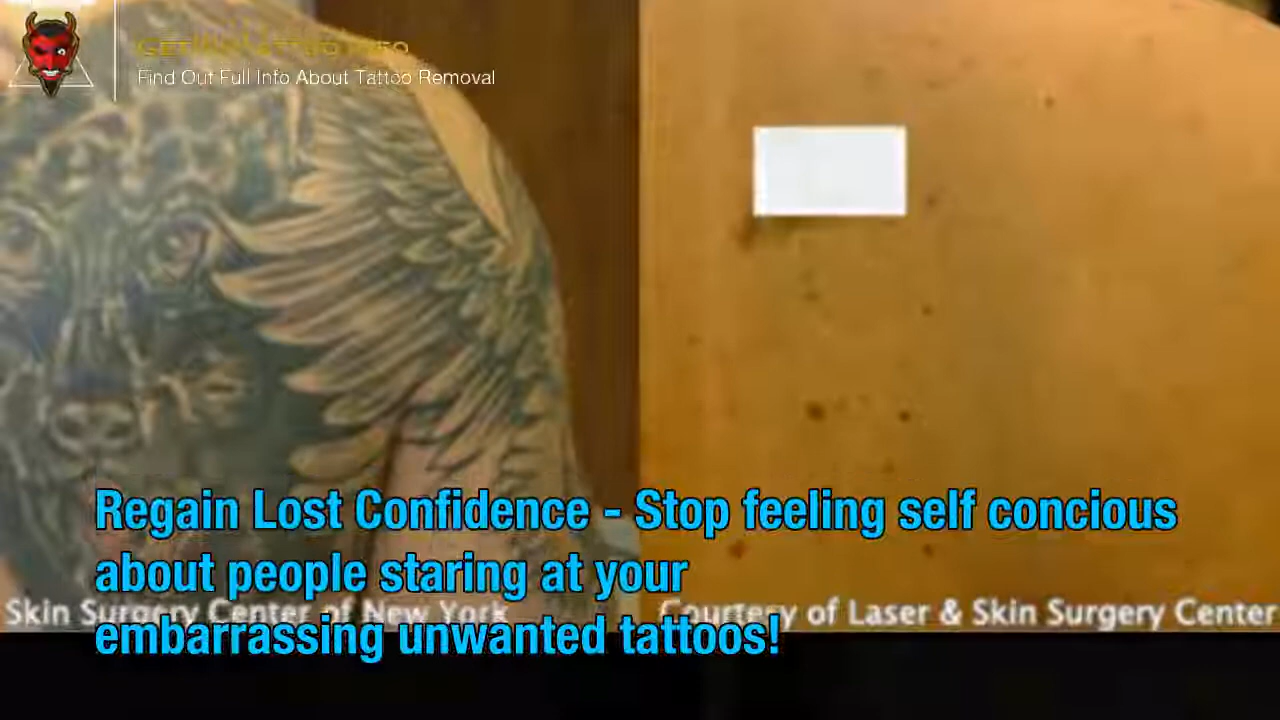 Find Out Full Info About Tattoo Removal
Regain Lost Confidence - Stop feeling self concious
about people staring at your
Skin Surgery Center of New York
Courtesy of Laser & Skin Surgery Center
embarrassing unwanted tattoos!